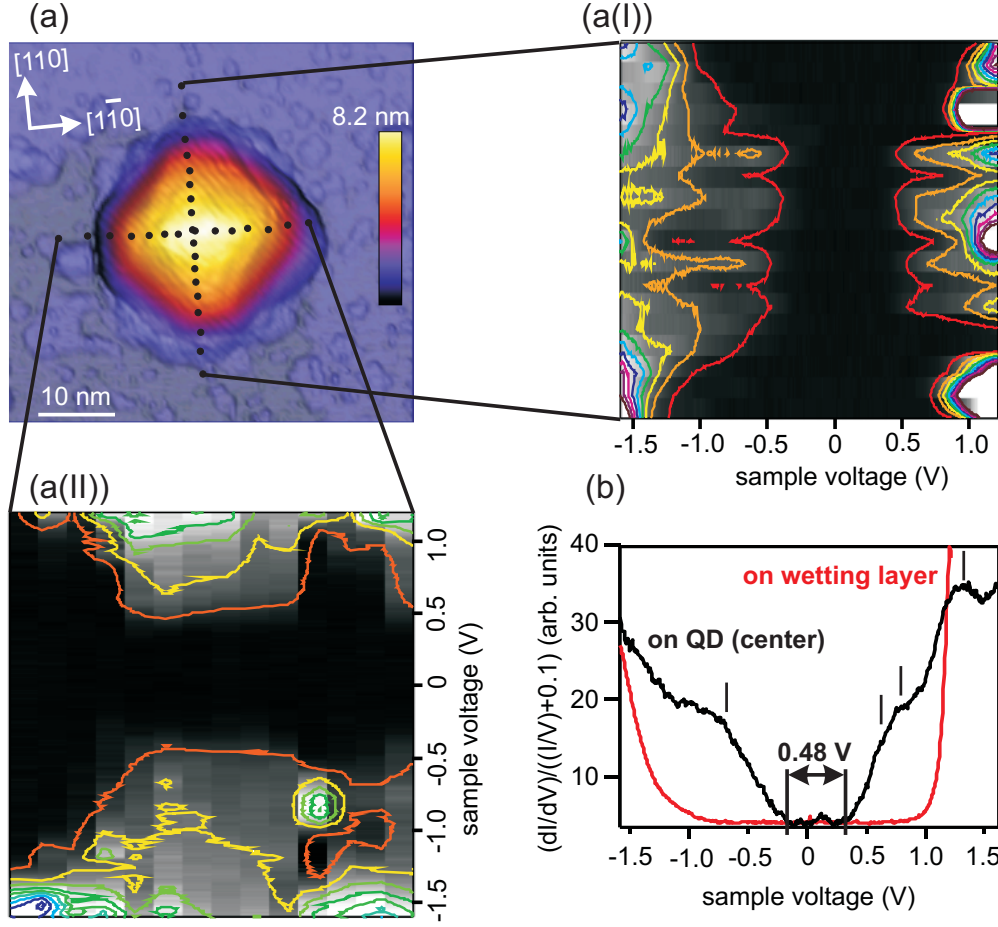 (a)
[110]
[11̅0]
8.2 nm
10 nm
(a(I))
-1.5 -1.0 -0.5 0 0.5 1.0
sample voltage (V)
(a(II))
1.0
0.5
0
-0.5
-1.0
-1.5
sample voltage (V)
(b)
40
30
20
10
(dI/dV)/((I/V)+0.1) (arb. units)
on wetting layer
on QD (center)
0.48 V
-1.5 -1.0 -0.5 0 0.5 1.0 1.5
sample voltage (V)